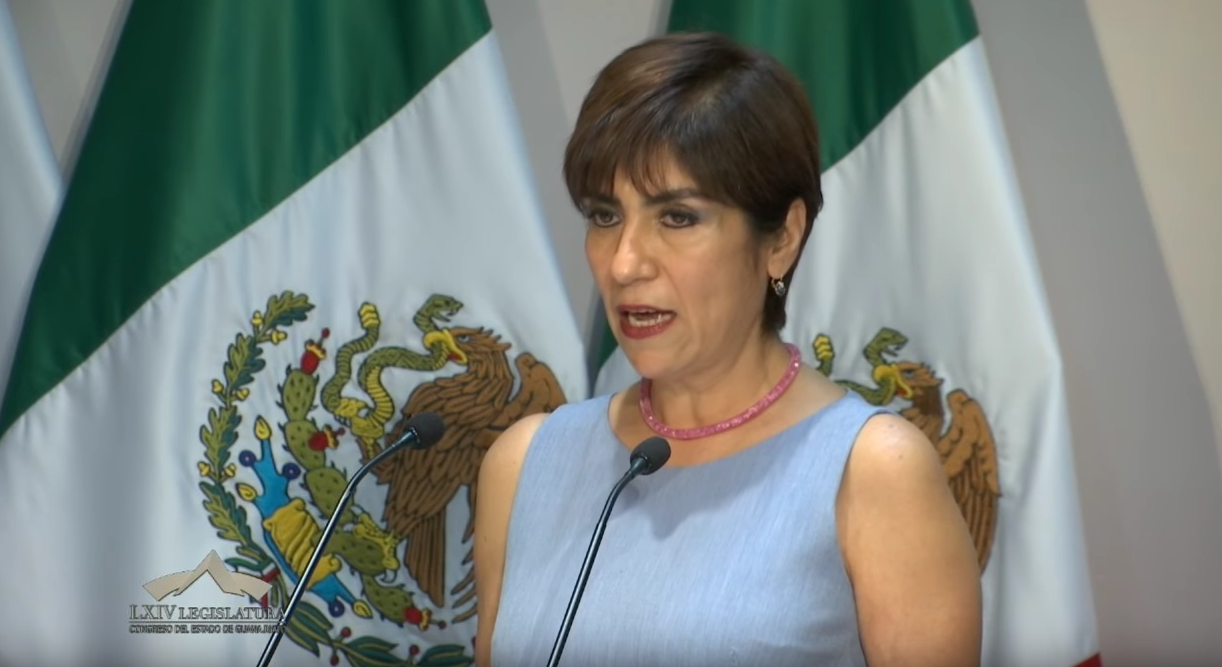 LXIV LEGISLATURA
CONGRESO DEL ESTADO DE GUANAJUATO